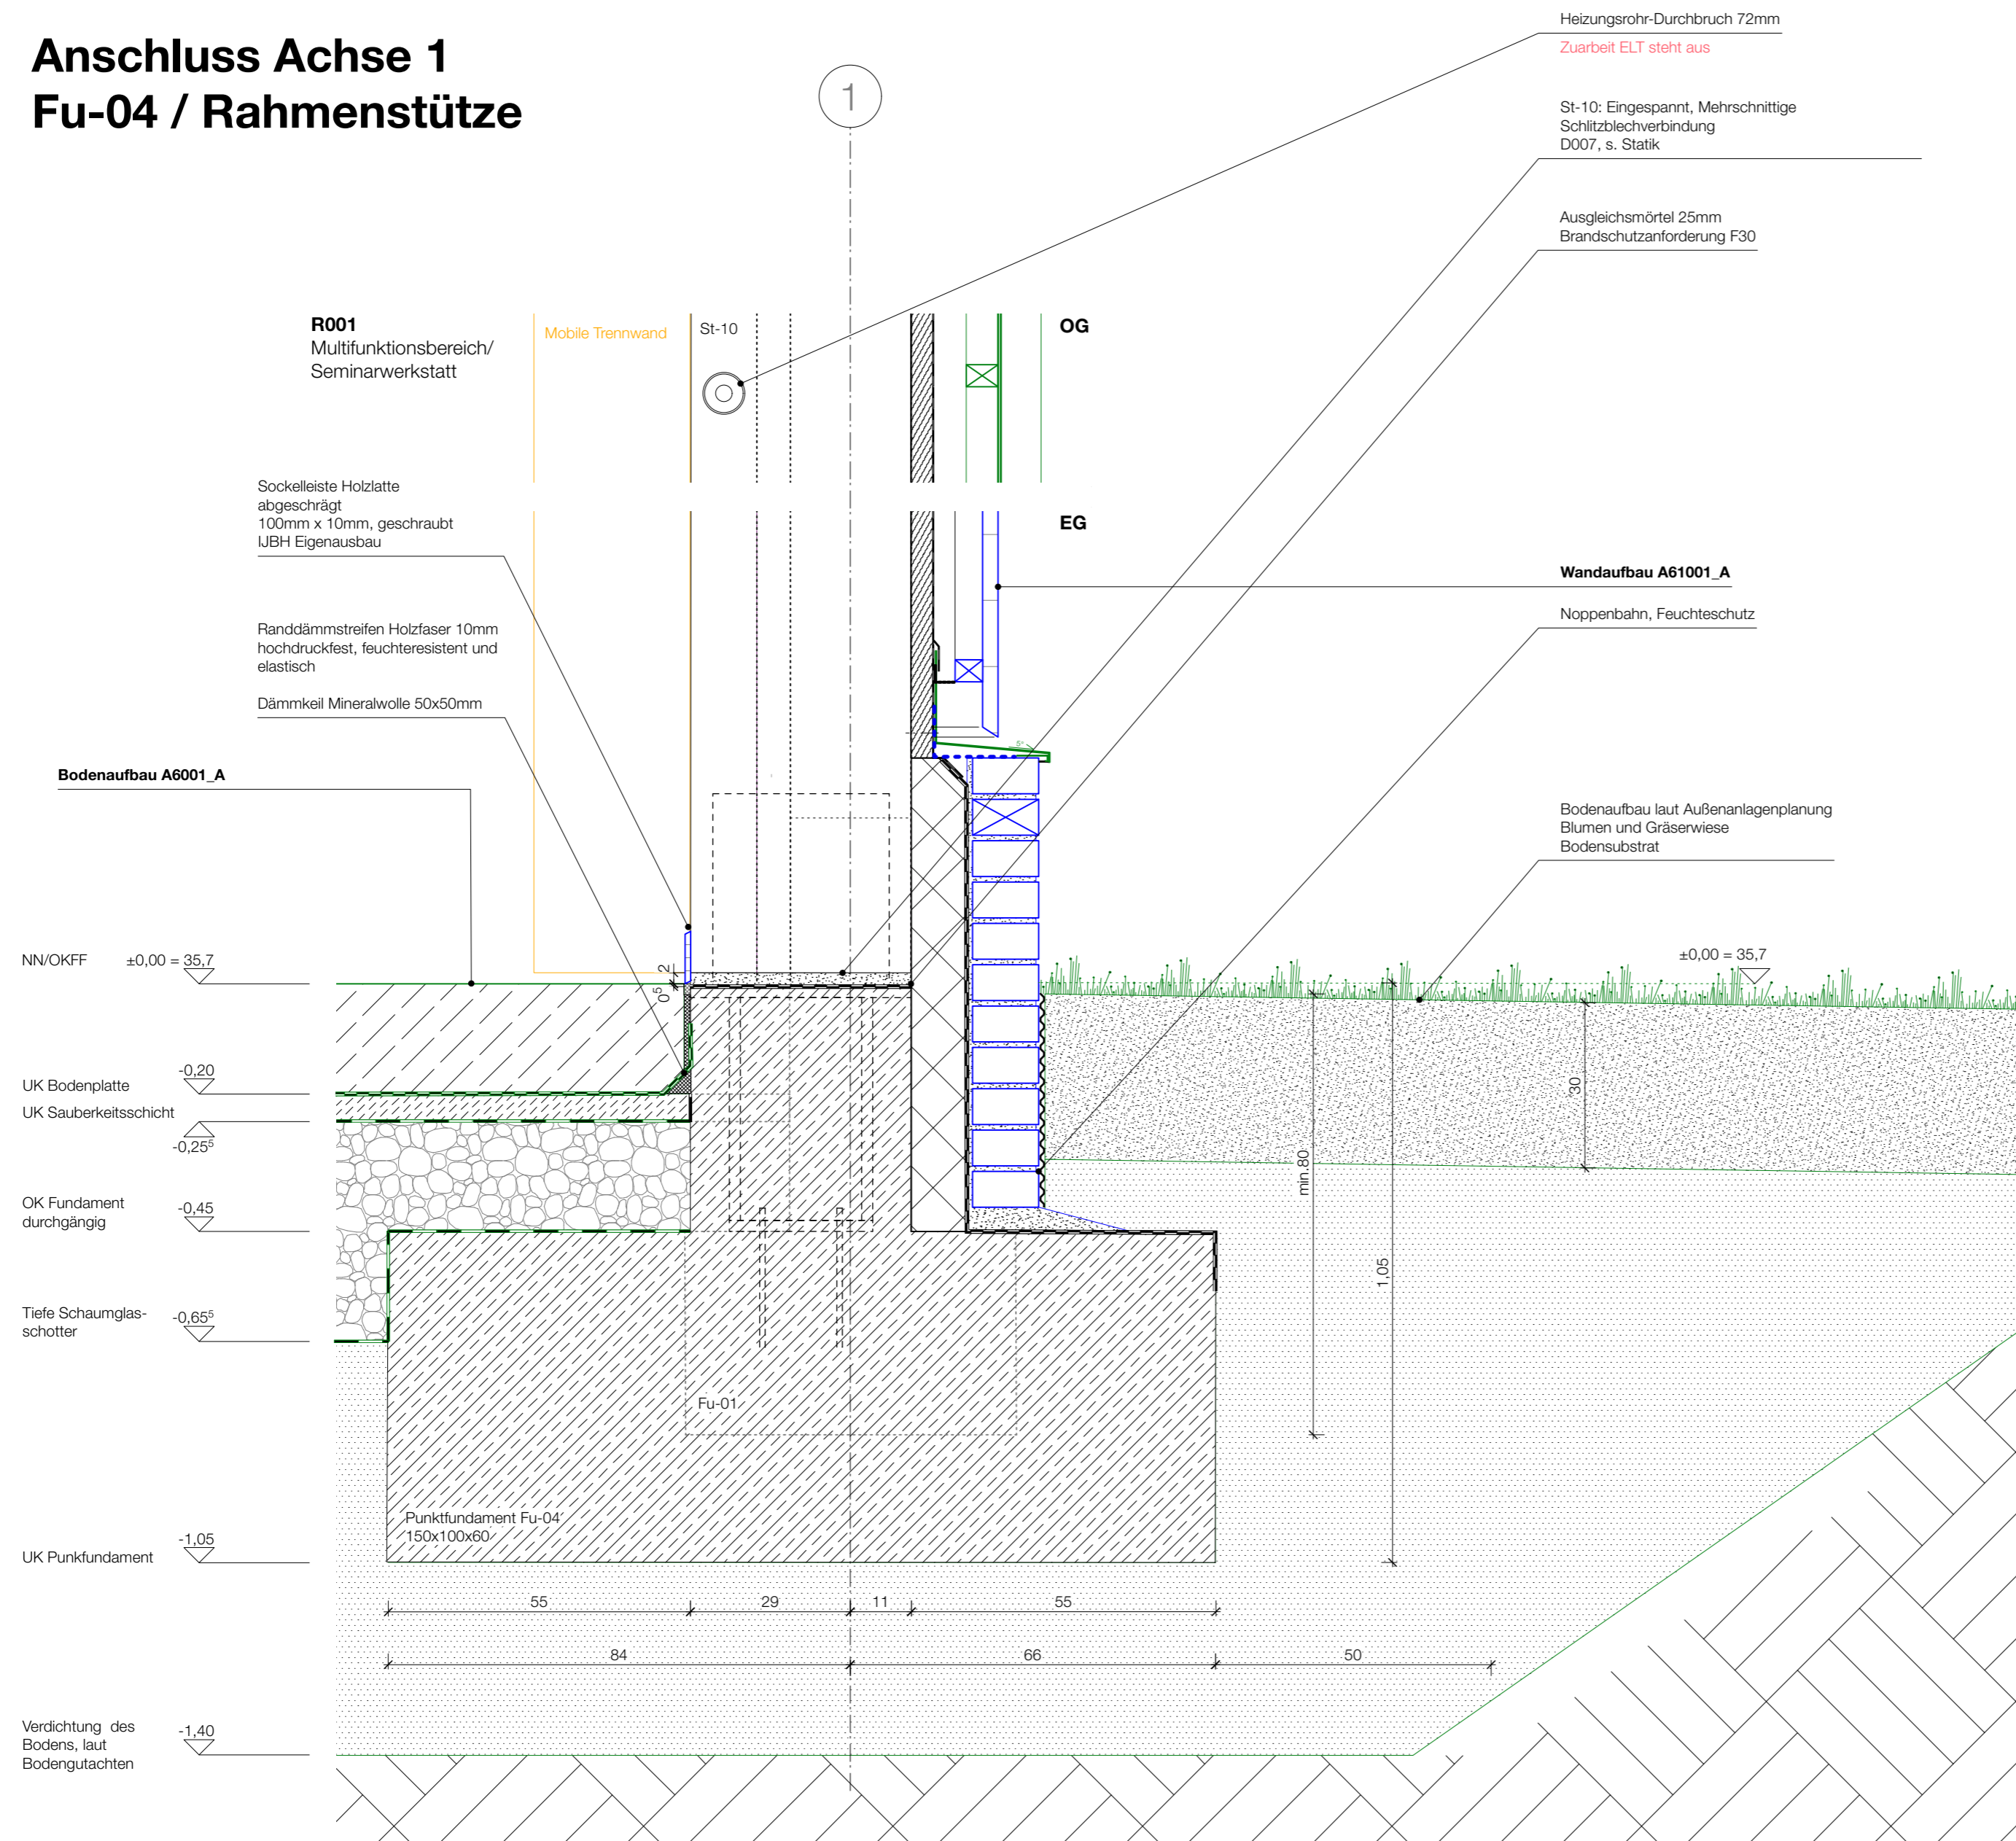 Anschluss Achse 1
Fu-04 / Rahmenstütze
1
Heizungsrohr-Durchbruch 72mm
Zuarbeit ELT steht aus
St-10: Eingespannt, Mehrschnittige
Schlitzblechverbindung
D007, s. Statik
Ausgleichsmörtel 25mm
Brandschutzanforderung F30
R001
Multifunktionsbereich/
Seminarwerkstatt
Mobile Trennwand
St-10
OG
EG
Sockelleiste Holzlatte
abgeschrägt
100mm x 10mm, geschraubt
IJBH Eigenausbau
Randdämmstreifen Holzfaser 10mm
hochdruckfest, feuchteresistent und
elastisch
Dämmkeil Mineralwolle 50x50mm
Bodenaufbau A6001_A
Wandaufbau A61001_A
Noppenbahn, Feuchteschutz
5°
Bodenaufbau laut Außenanlagenplanung
Blumen und Gräserwiese
Bodensubstrat
NN/OKFF ±0,00 = 35,7
±0,00 = 35,7
2
0⁵
UK Bodenplatte -0,20
UK Sauberkeitsschicht
-0,25⁵
OK Fundament
durchgängig
-0,45
Tiefe Schaumglas-
schotter
-0,65⁵
30
min.80
1,05
Fu-01
Punktfundament Fu-04
150x100x60
UK Punkfundament -1,05
55 29 11 55
84 66 50
Verdichtung des
Bodens, laut
Bodengutachten
-1,40